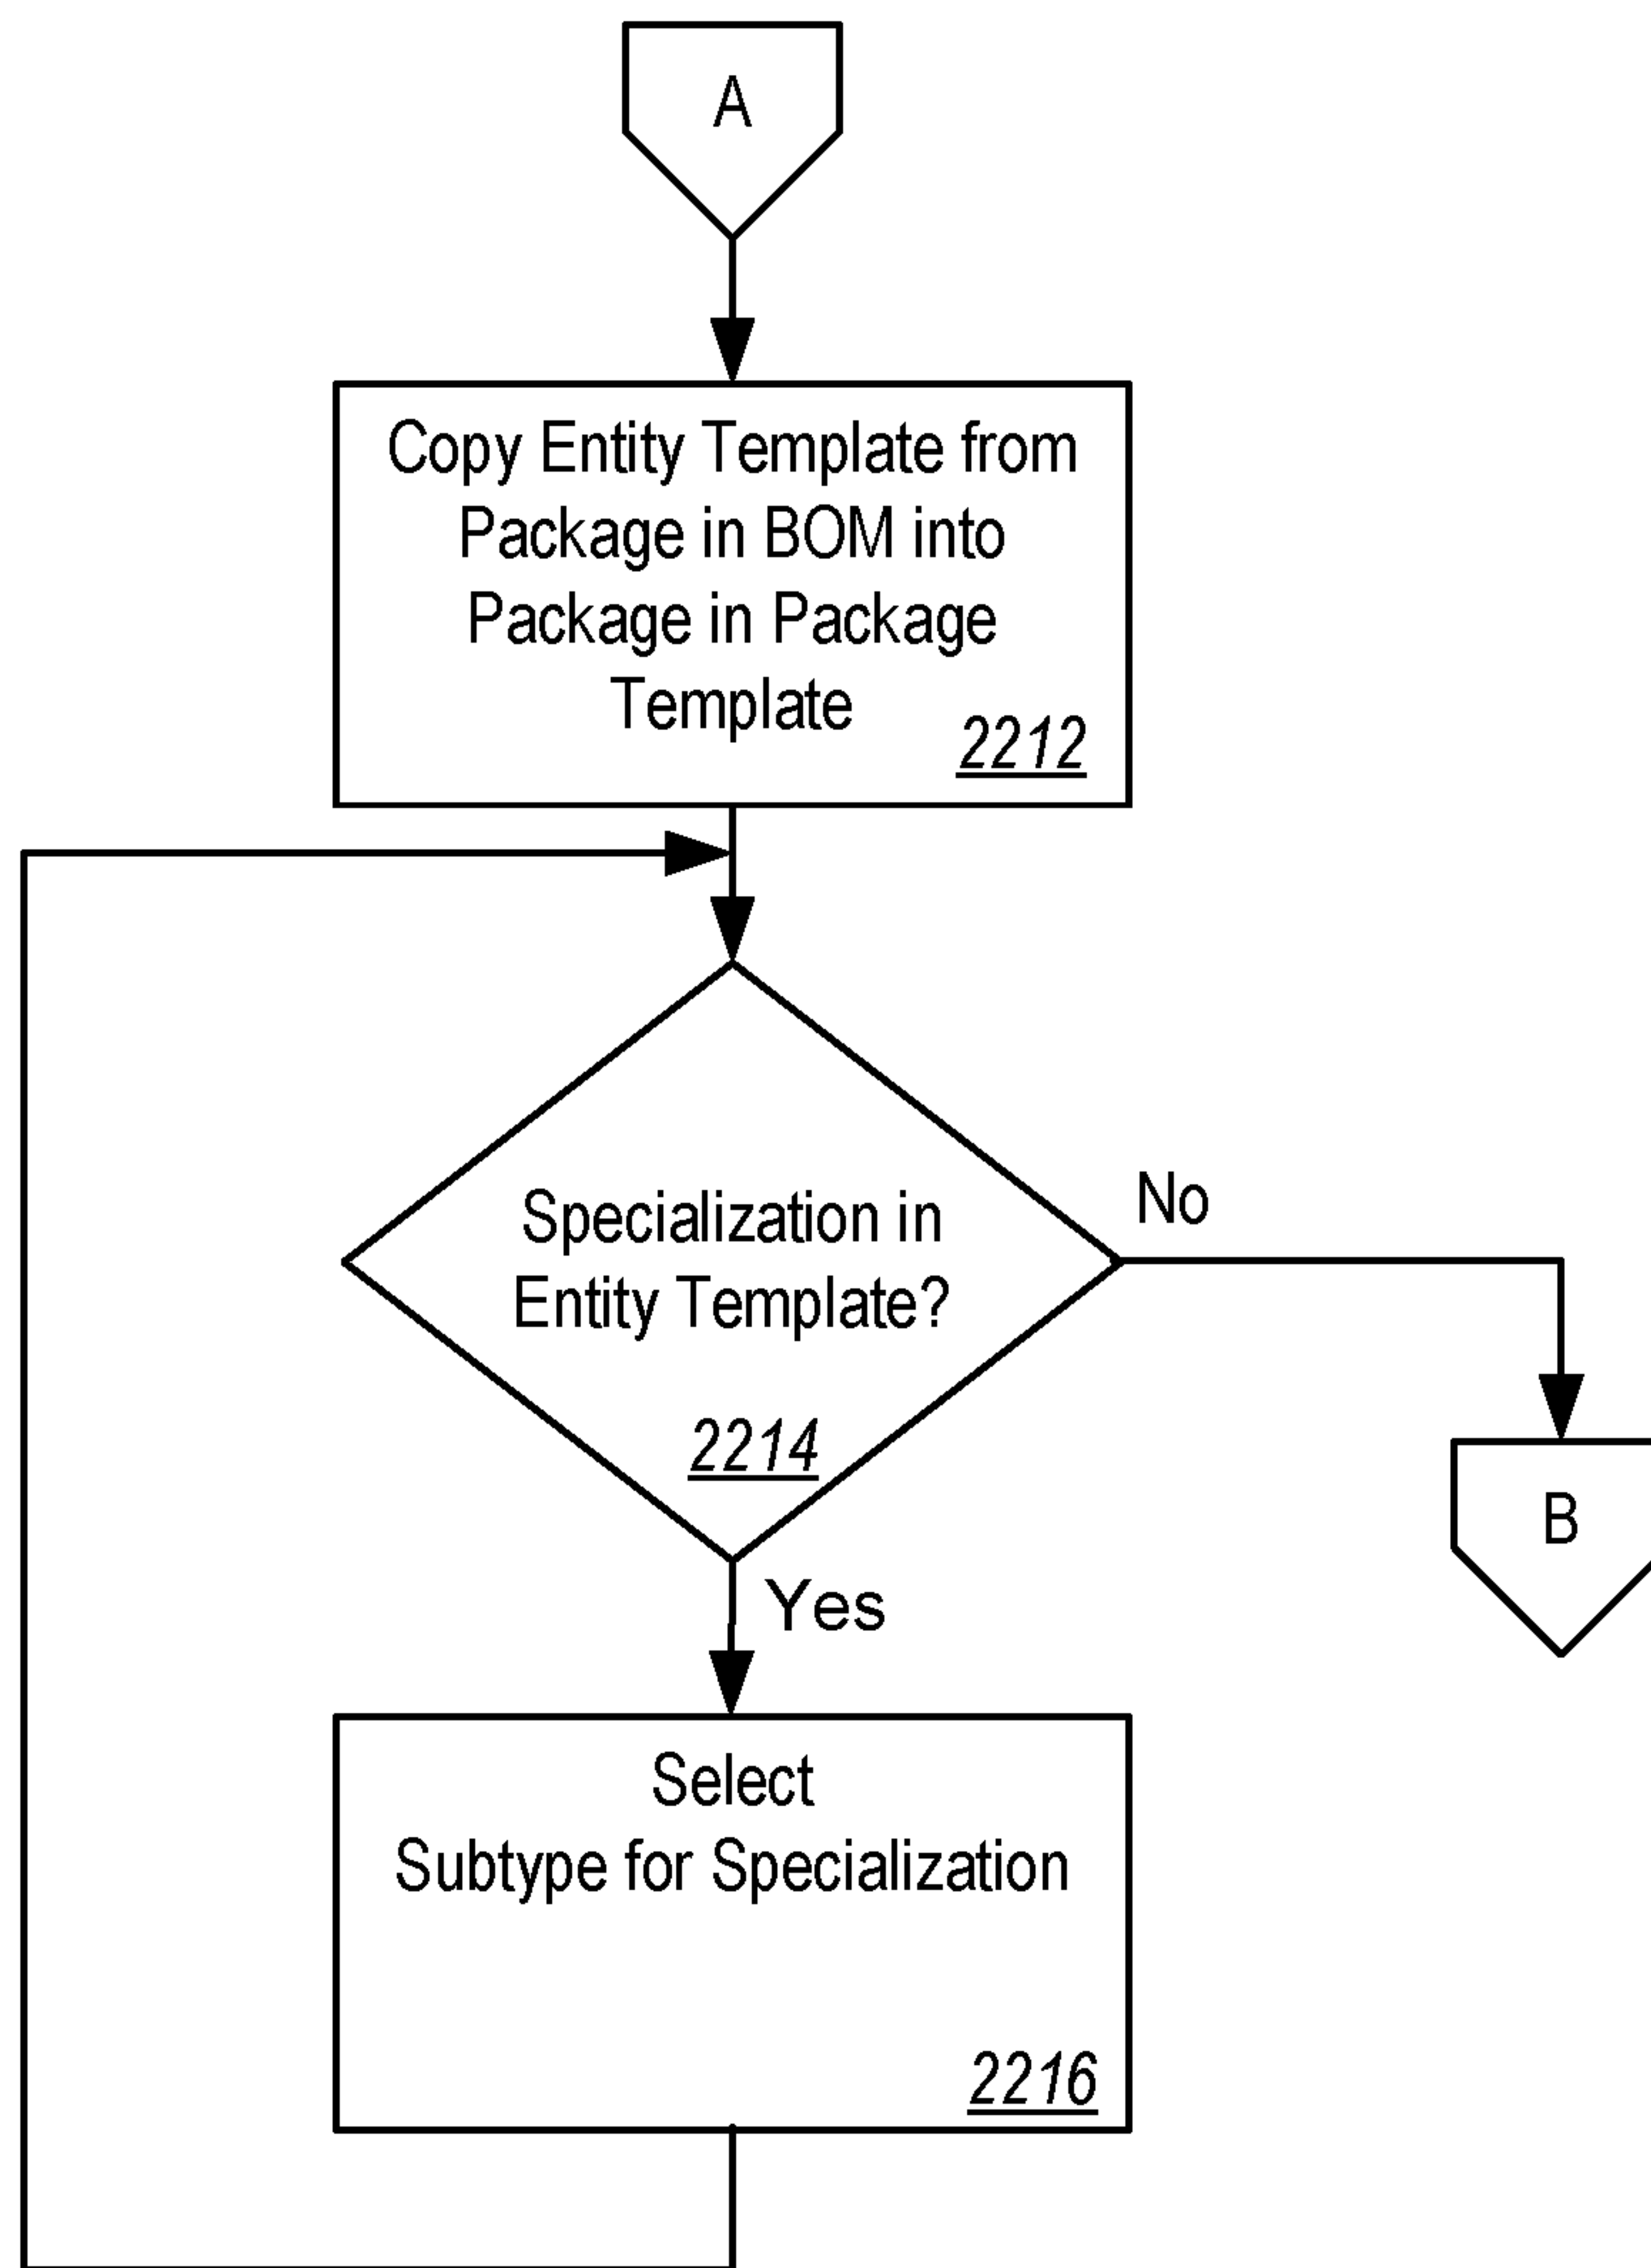 A
Copy Entity Template from
Package in BOM into
Package in Package
Template
2212
Specialization in
Entity Template?
2214
No
B
Yes
Select
Subtype for Specialization
2216